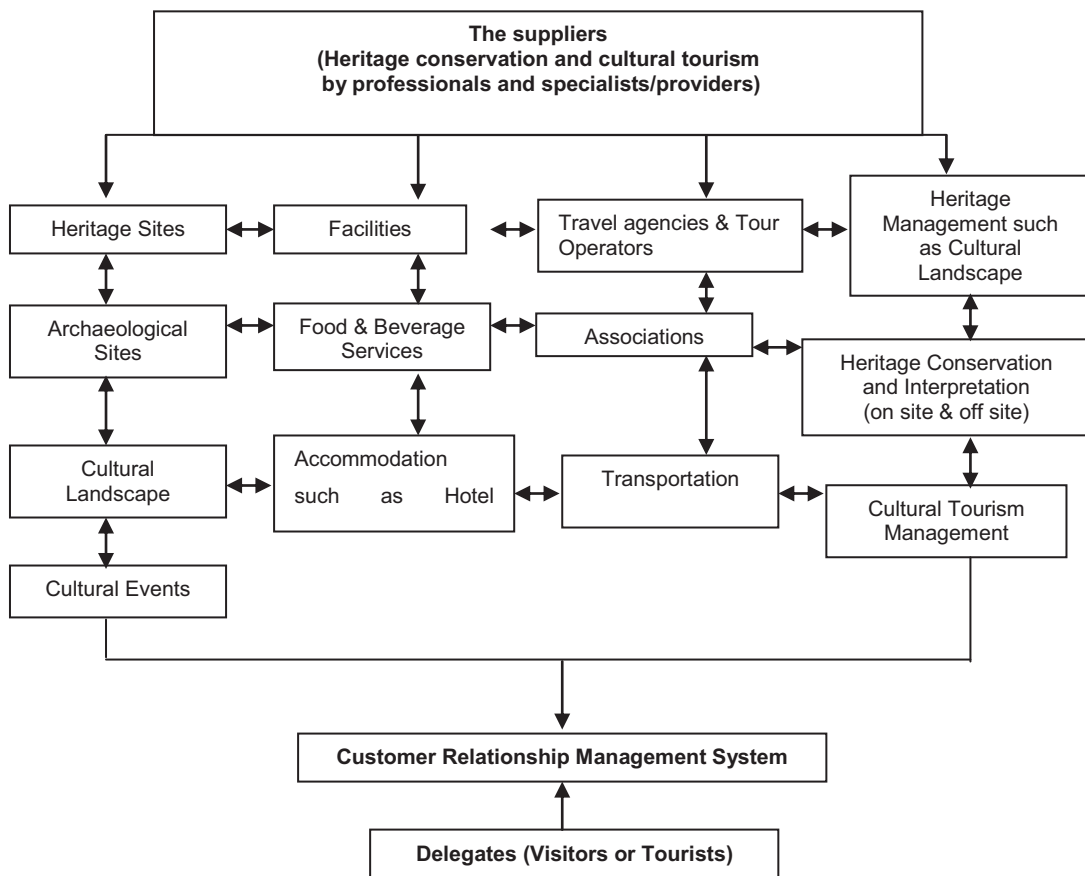 The suppliers
(Heritage conservation and cultural tourism
by professionals and specialists/providers)
Heritage Sites
Facilities
Travel agencies & Tour
Operators
Heritage
Management such
as Cultural
Landscape
Archaeological
Sites
Food & Beverage
Services
Associations
Heritage Conservation
and Interpretation
(on site & off site)
Cultural
Landscape
Accommodation
such as Hotel
Transportation
Cultural Tourism
Management
Cultural Events
Customer Relationship Management System
Delegates (Visitors or Tourists)